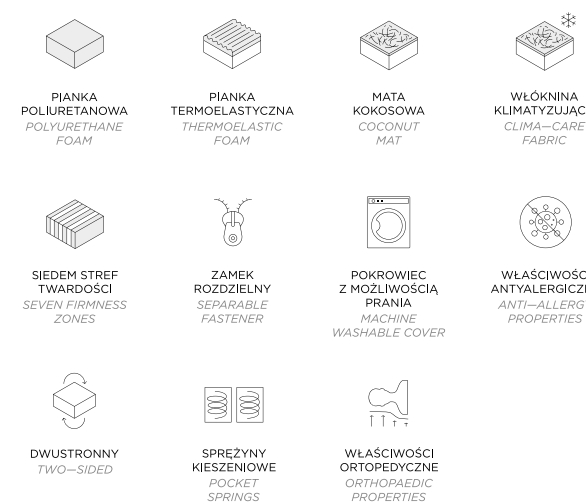 PIANKA
POLIURETANOWA
POLYURETHANE
FOAM
PIANKA
TERMOELASTYCZNA
THERMOELASTIC
FOAM
MATA
KOKOSOWA
COCONUT
MAT
WŁÓKNINA
KLIMATYZUJĄC
CLIMA—CARE
FABRIC
SIEDEM STREF
TWARDOŚCI
SEVEN FIRMNESS
ZONES
ZAMEK
ROZDZIELNY
SEPARABLE
FASTENER
POKROWIEC
Z MOŻLIWOŚCIĄ
PRANIA
MACHINE
WASHABLE COVER
WŁAŚCIWOŚC
ANTYALERGICZ
ANTI—ALLERG
PROPERTIES
DWUSTRONNY
TWO—SIDED
SPRĘŻYNY
KIESZENIOWE
POCKET
SPRINGS
WŁAŚCIWOŚCI
ORTOPEDYCZNE
ORTHOPAEDIC
PROPERTIES